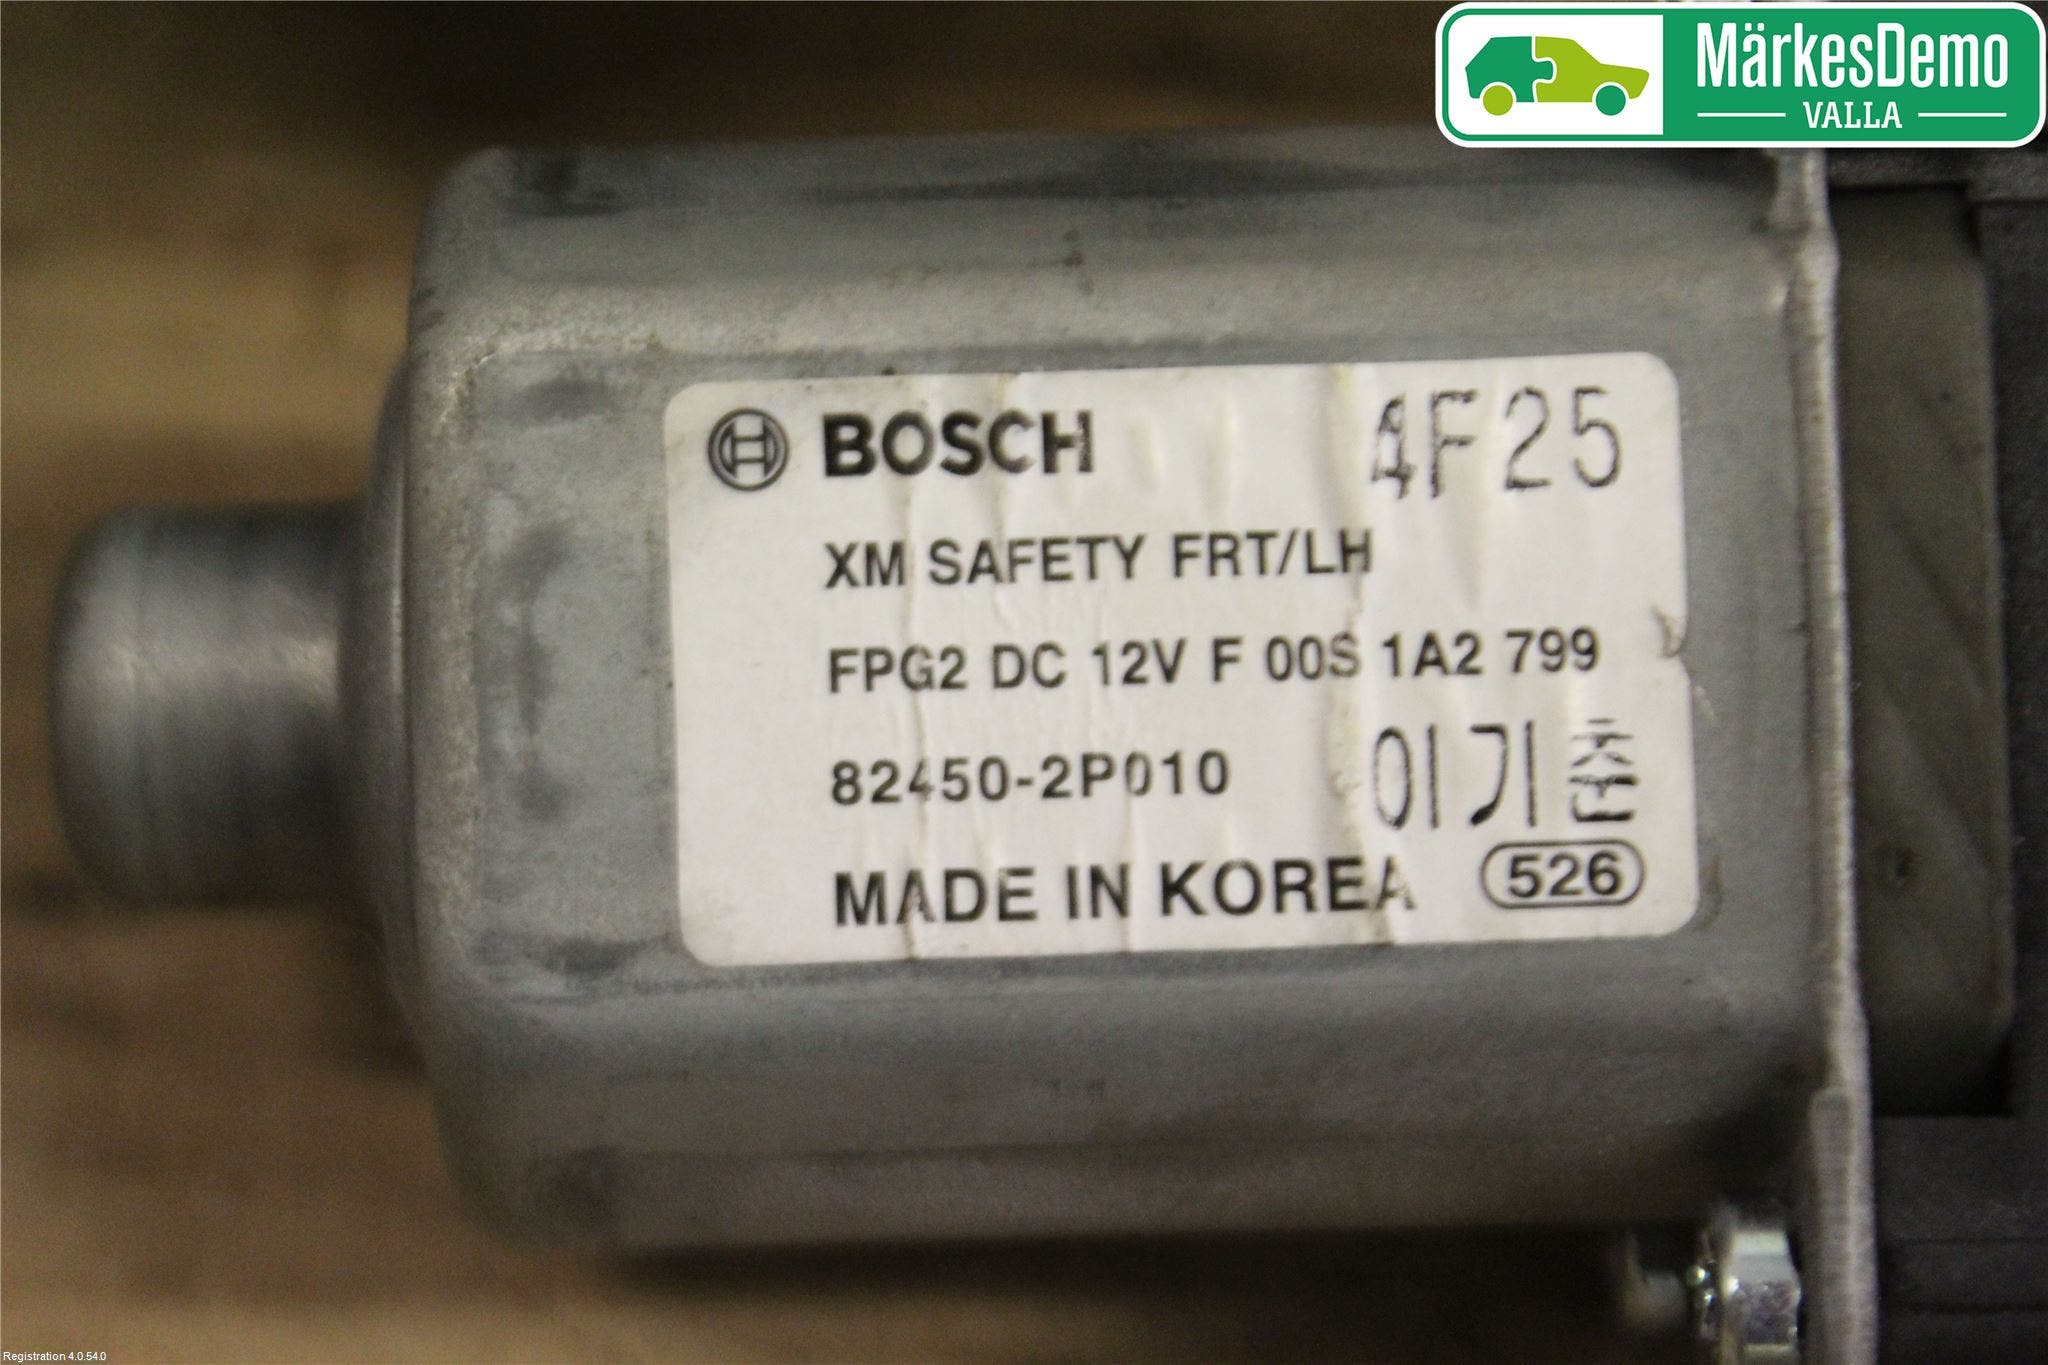 MärkesDemo
VALLA
BOSCH 4F25
XM SAFETY FRT/LH
FPG2 DC 12V F 00S 1A2 799
82450-2P010 이기춘
MADE IN KOREA 526
Registration 4.0.54.0